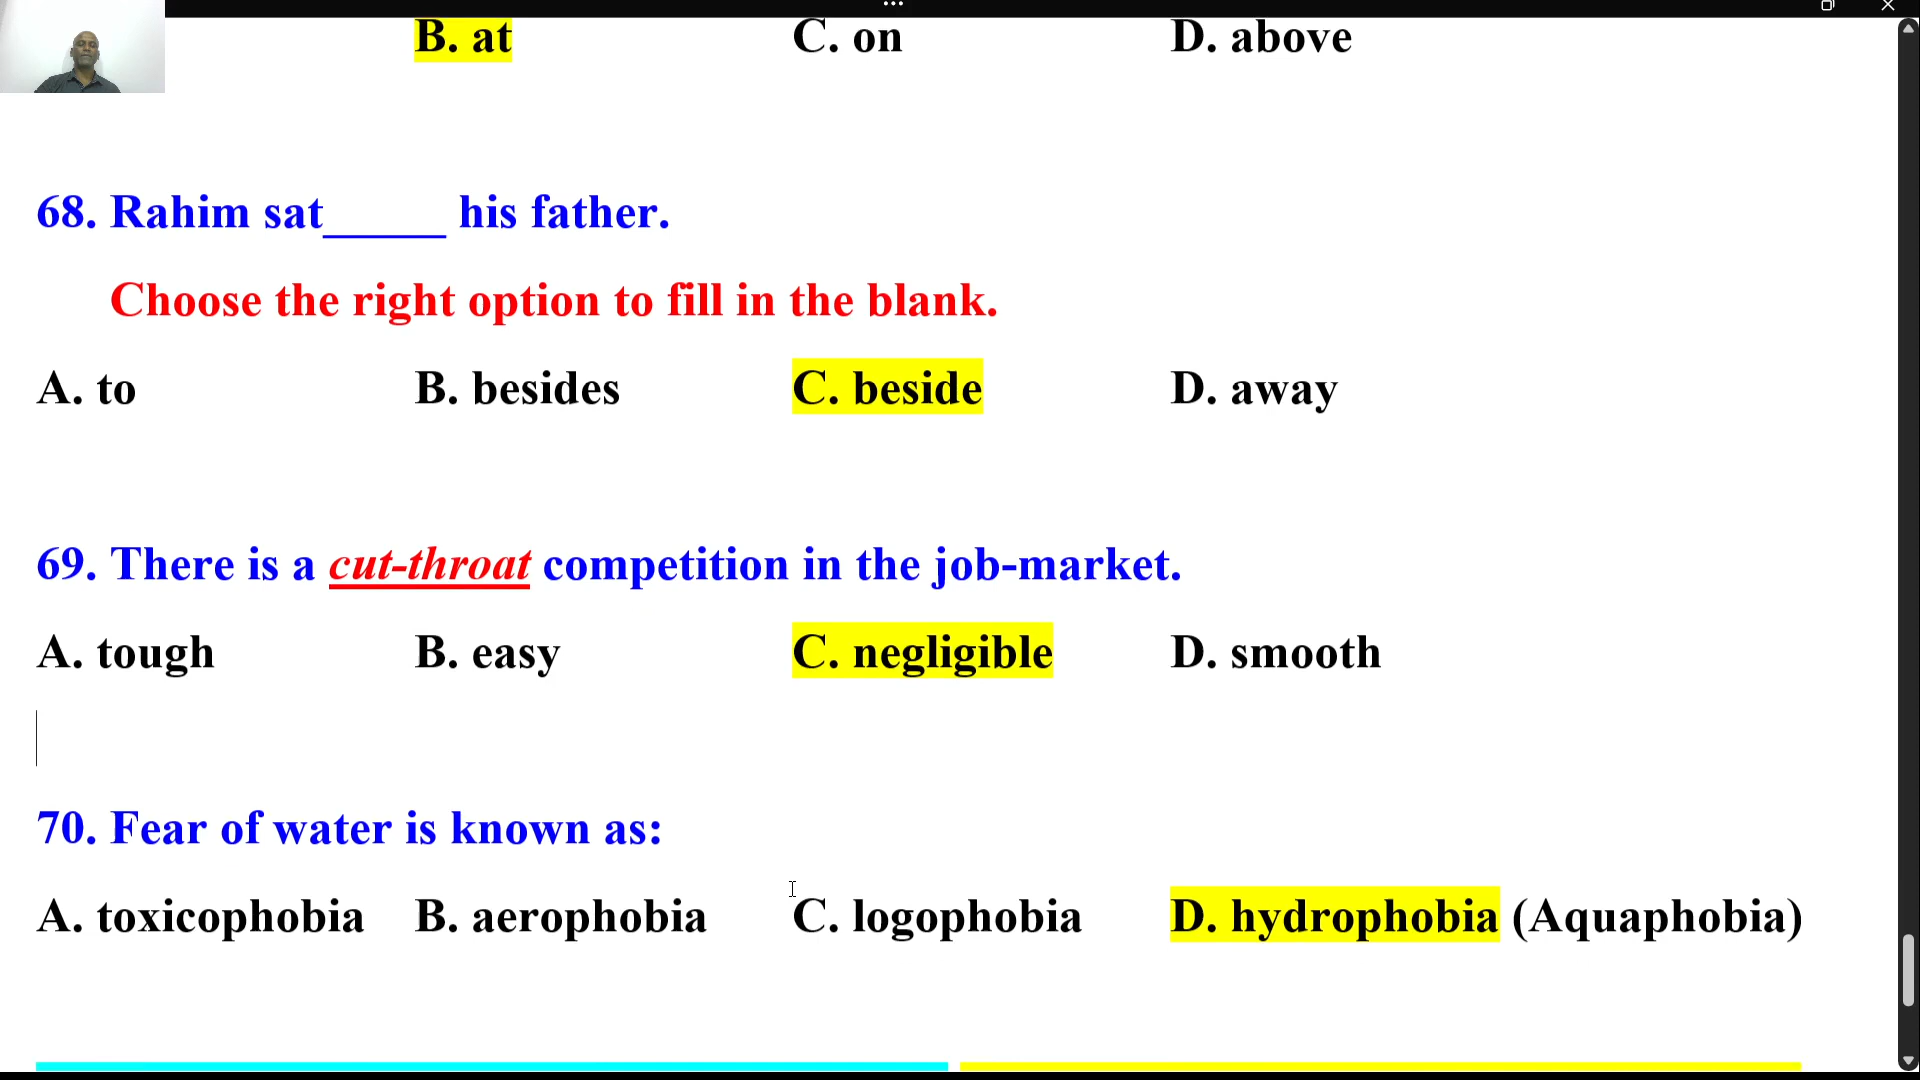 B. at C. on D. above
68. Rahim sat_____ his father.
Choose the right option to fill in the blank.
A. to B. besides C. beside D. away
69. There is a cut-throat competition in the job-market.
A. tough B. easy C. negligible D. smooth
70. Fear of water is known as:
A. toxicophobia B. aerophobia C. logophobia D. hydrophobia (Aquaphobia)